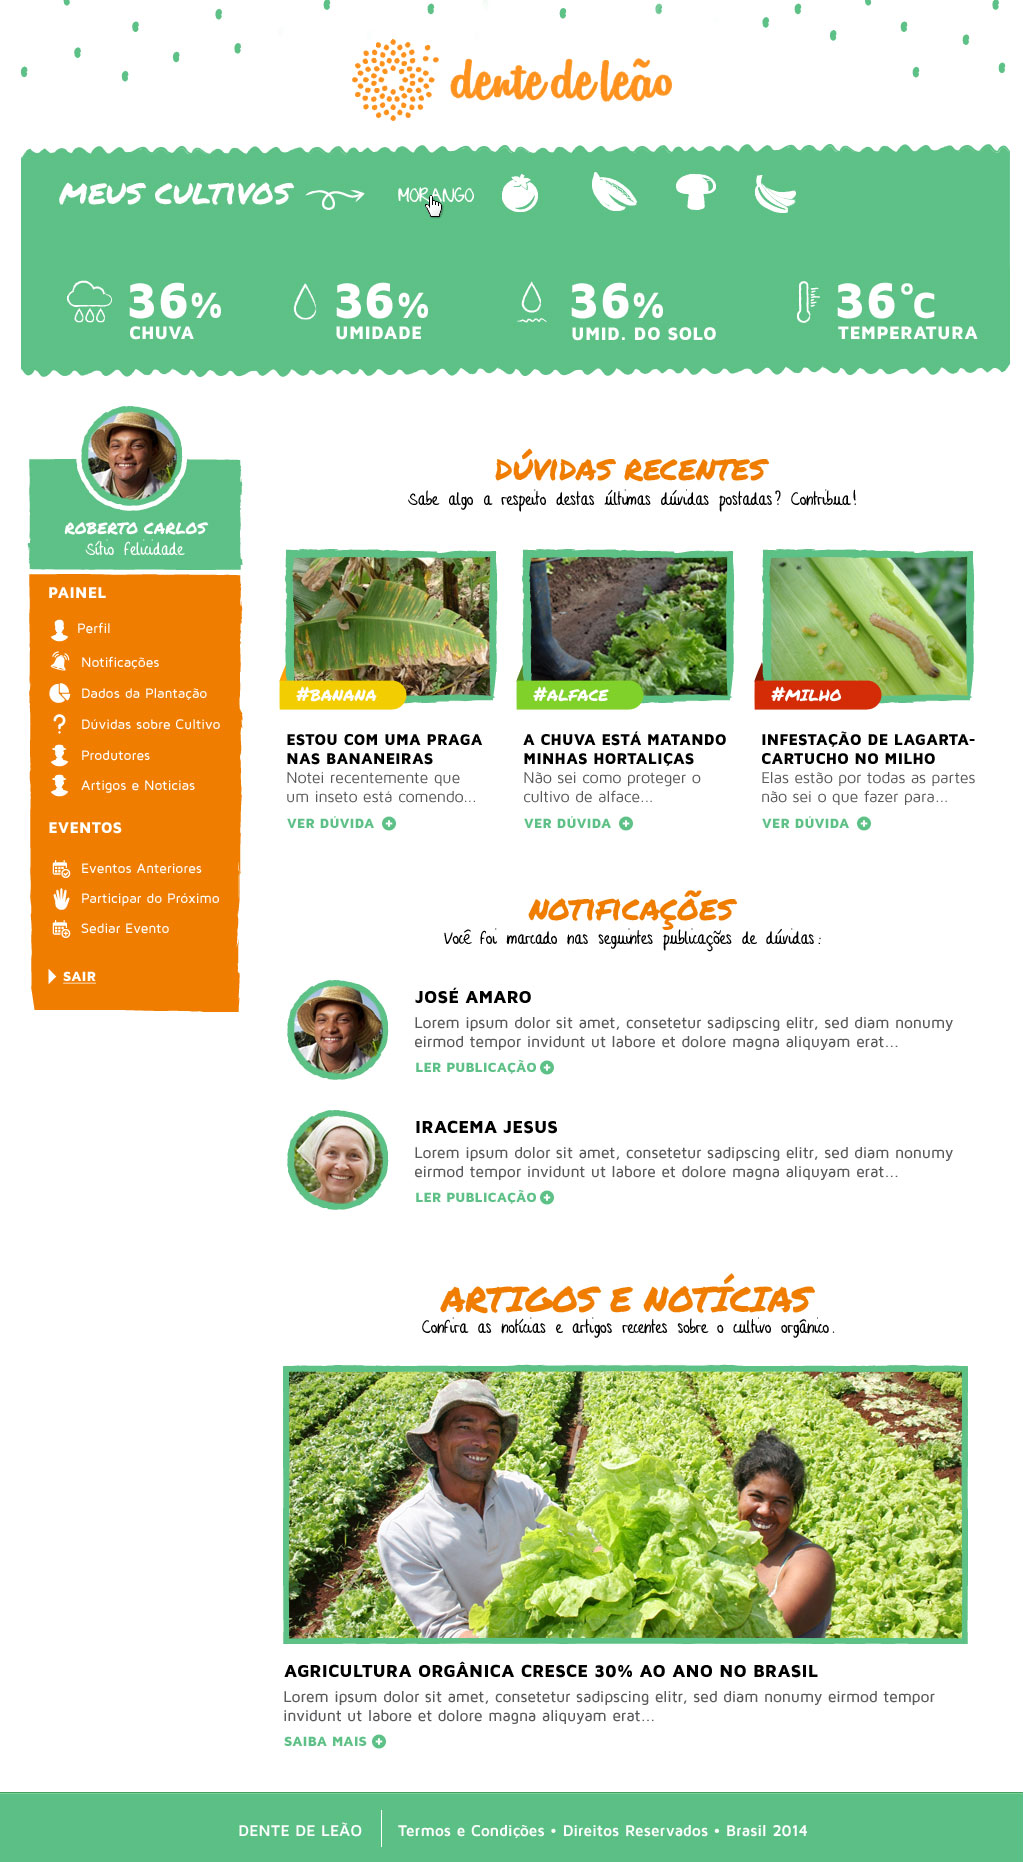 dente de leão
MEUS CULTIVOS
MORANGO
36%
CHUVA
36%
UMIDADE
36%
UMID. DO SOLO
36°C
TEMPERATURA
ROBERTO CARLOS
Sítio felicidade
PAINEL
Perfil
Notificações
Dados da Plantação
Dúvidas sobre Cultivo
Produtores
Artigos e Notícias
EVENTOS
Eventos Anteriores
Participar do Próximo
Sediar Evento
SAIR
DÚVIDAS RECENTES
Sabe algo a respeito destas últimas dúvidas postadas? Contribua!
#BANANA
ESTOU COM UMA PRAGA
NAS BANANEIRAS
Notei recentemente que
um inseto está comendo...
VER DÚVIDA
#ALFACE
A CHUVA ESTÁ MATANDO
MINHAS HORTALIÇAS
Não sei como proteger o
cultivo de alface...
VER DÚVIDA
#MILHO
INFESTAÇÃO DE LAGARTA-
CARTUCHO NO MILHO
Elas estão por todas as partes
não sei o que fazer para...
VER DÚVIDA
NOTIFICAÇÕES
Você foi marcado nas seguintes publicações de dúvidas:
JOSÉ AMARO
Lorem ipsum dolor sit amet, consetetur sadipscing elitr, sed diam nonumy
eirmod tempor invidunt ut labore et dolore magna aliquyam erat...
LER PUBLICAÇÃO
IRACEMA JESUS
Lorem ipsum dolor sit amet, consetetur sadipscing elitr, sed diam nonumy
eirmod tempor invidunt ut labore et dolore magna aliquyam erat...
LER PUBLICAÇÃO
ARTIGOS E NOTÍCIAS
Confira as notícias e artigos recentes sobre o cultivo orgânico.
AGRICULTURA ORGÂNICA CRESCE 30% AO ANO NO BRASIL
Lorem ipsum dolor sit amet, consetetur sadipscing elitr, sed diam nonumy eirmod tempor
invidunt ut labore et dolore magna aliquyam erat...
SAIBA MAIS
DENTE DE LEÃO
Termos e Condições • Direitos Reservados • Brasil 2014